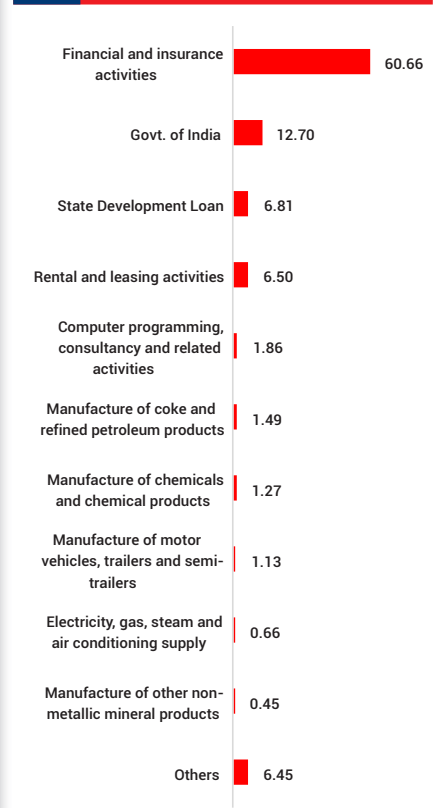 Financial and insurance
activities
60.66
Govt. of India
12.70
State Development Loan
6.81
Rental and leasing activities
6.50
Computer programming,
consultancy and related
activities
1.86
Manufacture of coke and
refined petroleum products
1.49
Manufacture of chemicals
and chemical products
1.27
Manufacture of motor
vehicles, trailers and semi-
trailers
1.13
Electricity, gas, steam and
air conditioning supply
0.66
Manufacture of other non-
metallic mineral products
0.45
Others
6.45